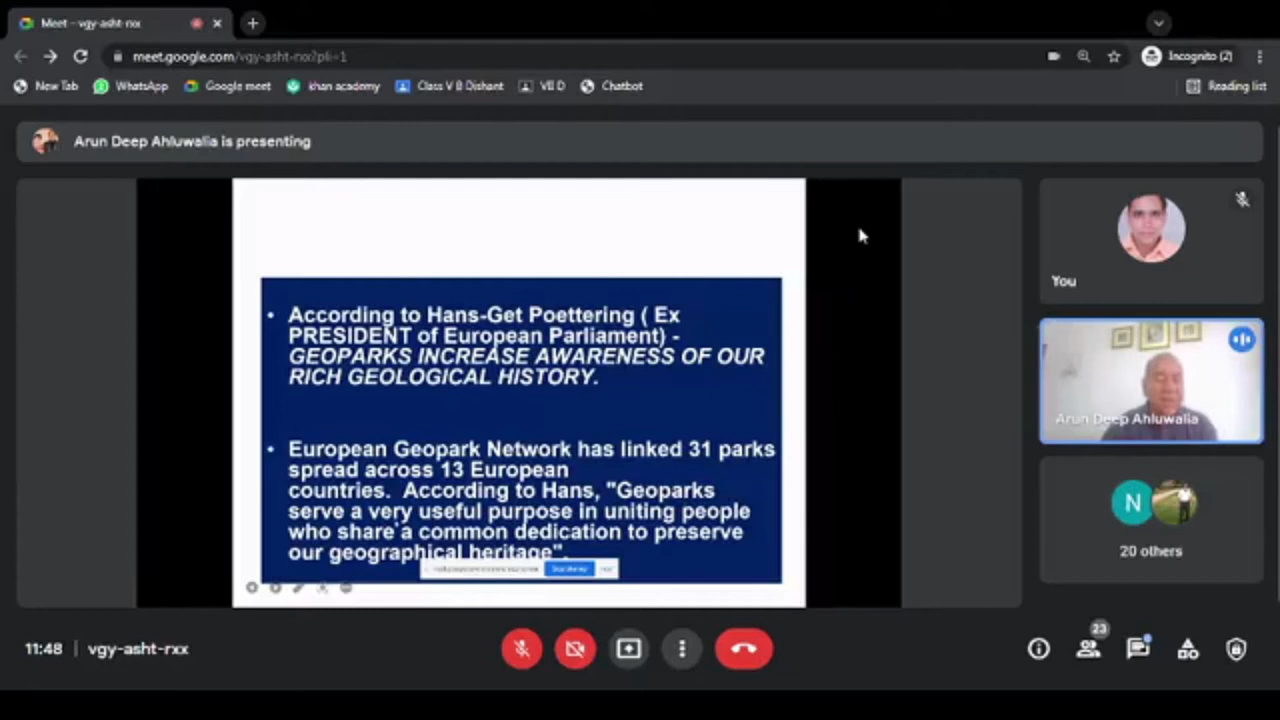 Meet - vgy-asht-rxx
meet.google.com/vgy-asht-rxx?pli=1
Incognito (2)
New Tab WhatsApp Google meet khan academy Class V B Dishant VII D Chatbot Reading list
Arun Deep Ahluwalia is presenting
• According to Hans-Get Poettering ( Ex
PRESIDENT of European Parliament) -
GEOPARKS INCREASE AWARENESS OF OUR
RICH GEOLOGICAL HISTORY.
• European Geopark Network has linked 31 parks
spread across 13 European
countries. According to Hans, "Geoparks
serve a very useful purpose in uniting people
who share a common dedication to preserve
our geographical heritage".
You
Arun Deep Ahluwalia
N
20 others
11:48 | vgy-asht-rxx
23